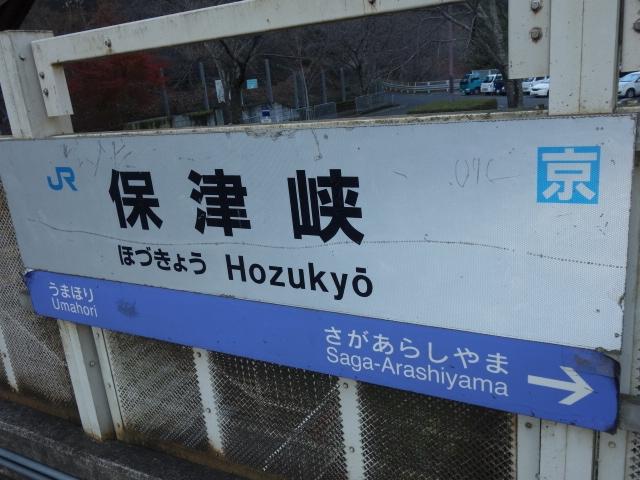 JR 保津峡 京
ほづきょう Hozukyō
うまほり
Umahori
さがあらしやま
Saga-Arashiyama